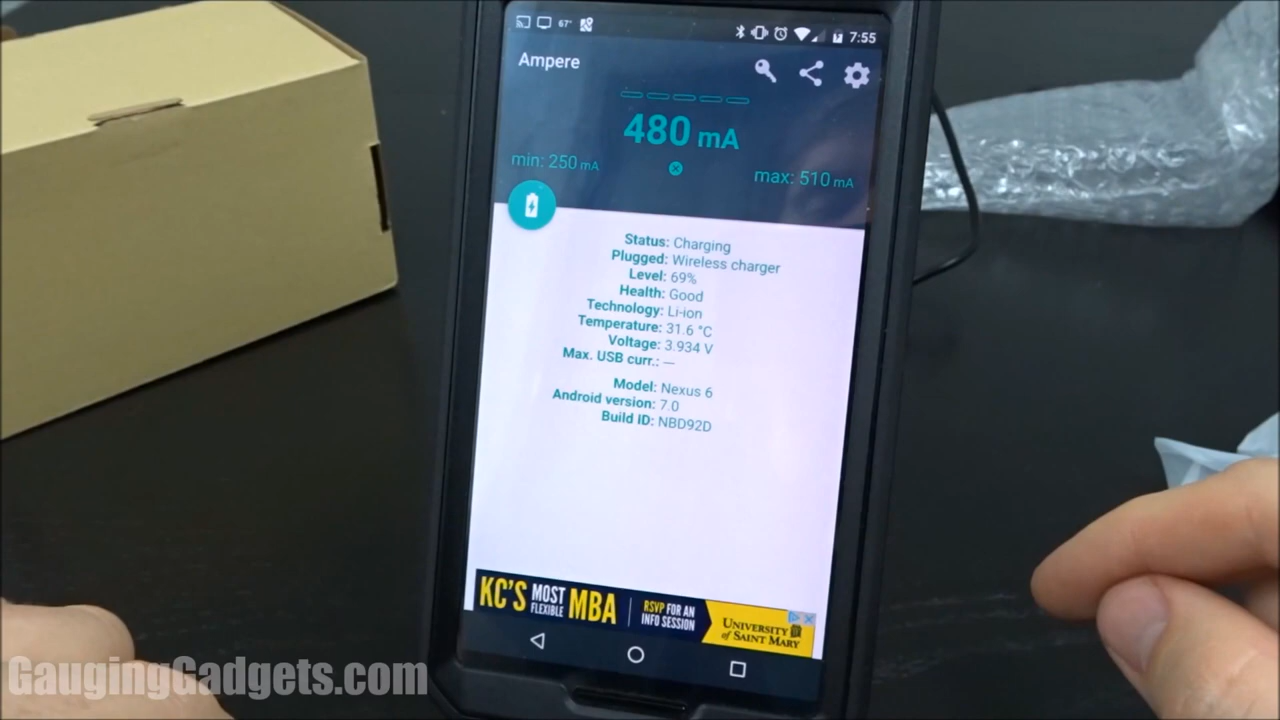 67°
7:55
Ampere
480 mA
min: 250 mA
max: 510 mA
Status: Charging
Plugged: Wireless charger
Level: 69%
Health: Good
Technology: Li-ion
Temperature: 31.6 °C
Voltage: 3.934 V
Max. USB curr.: —
Model: Nexus 6
Android version: 7.0
Build ID: NBD92D
KC'S MOST FLEXIBLE MBA
RSVP FOR AN
INFO SESSION
UNIVERSITY
of SAINT MARY
GaugingGadgets.com